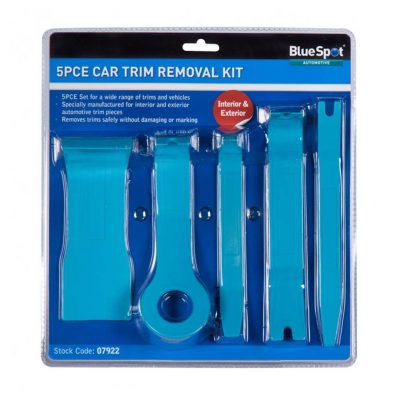 BlueSpot
AUTOMOTIVE
5PCE CAR TRIM REMOVAL KIT
- 5PCE Set for a wide range of trims and vehicles
- Specially manufactured for interior and exterior
automotive trim pieces
- Removes trims safely without damaging or marking
Interior &
Exterior
Stock Code: 07922